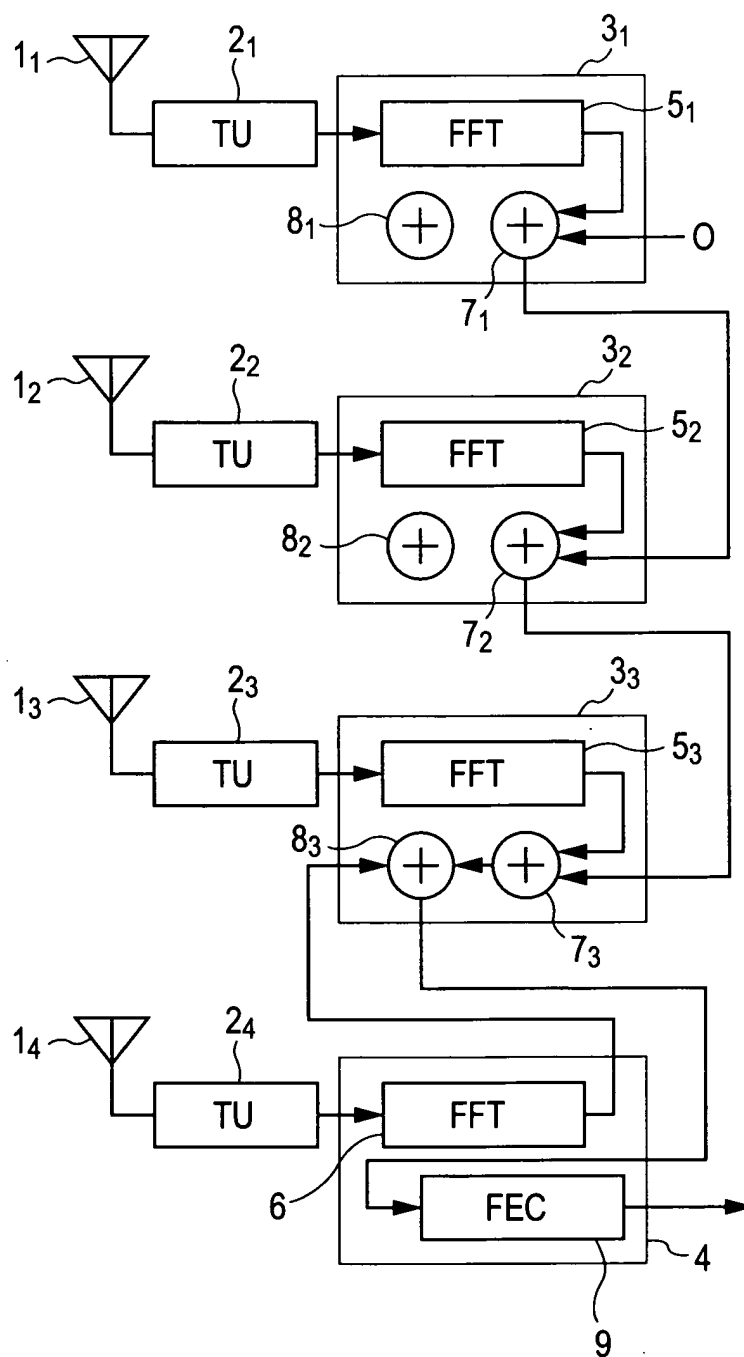 1₁
2₁
3₁
TU
FFT
5₁
8₁
7₁
O
1₂
2₂
3₂
TU
FFT
5₂
8₂
7₂
1₃
2₃
3₃
TU
FFT
5₃
8₃
7₃
1₄
2₄
TU
FFT
6
FEC
4
9